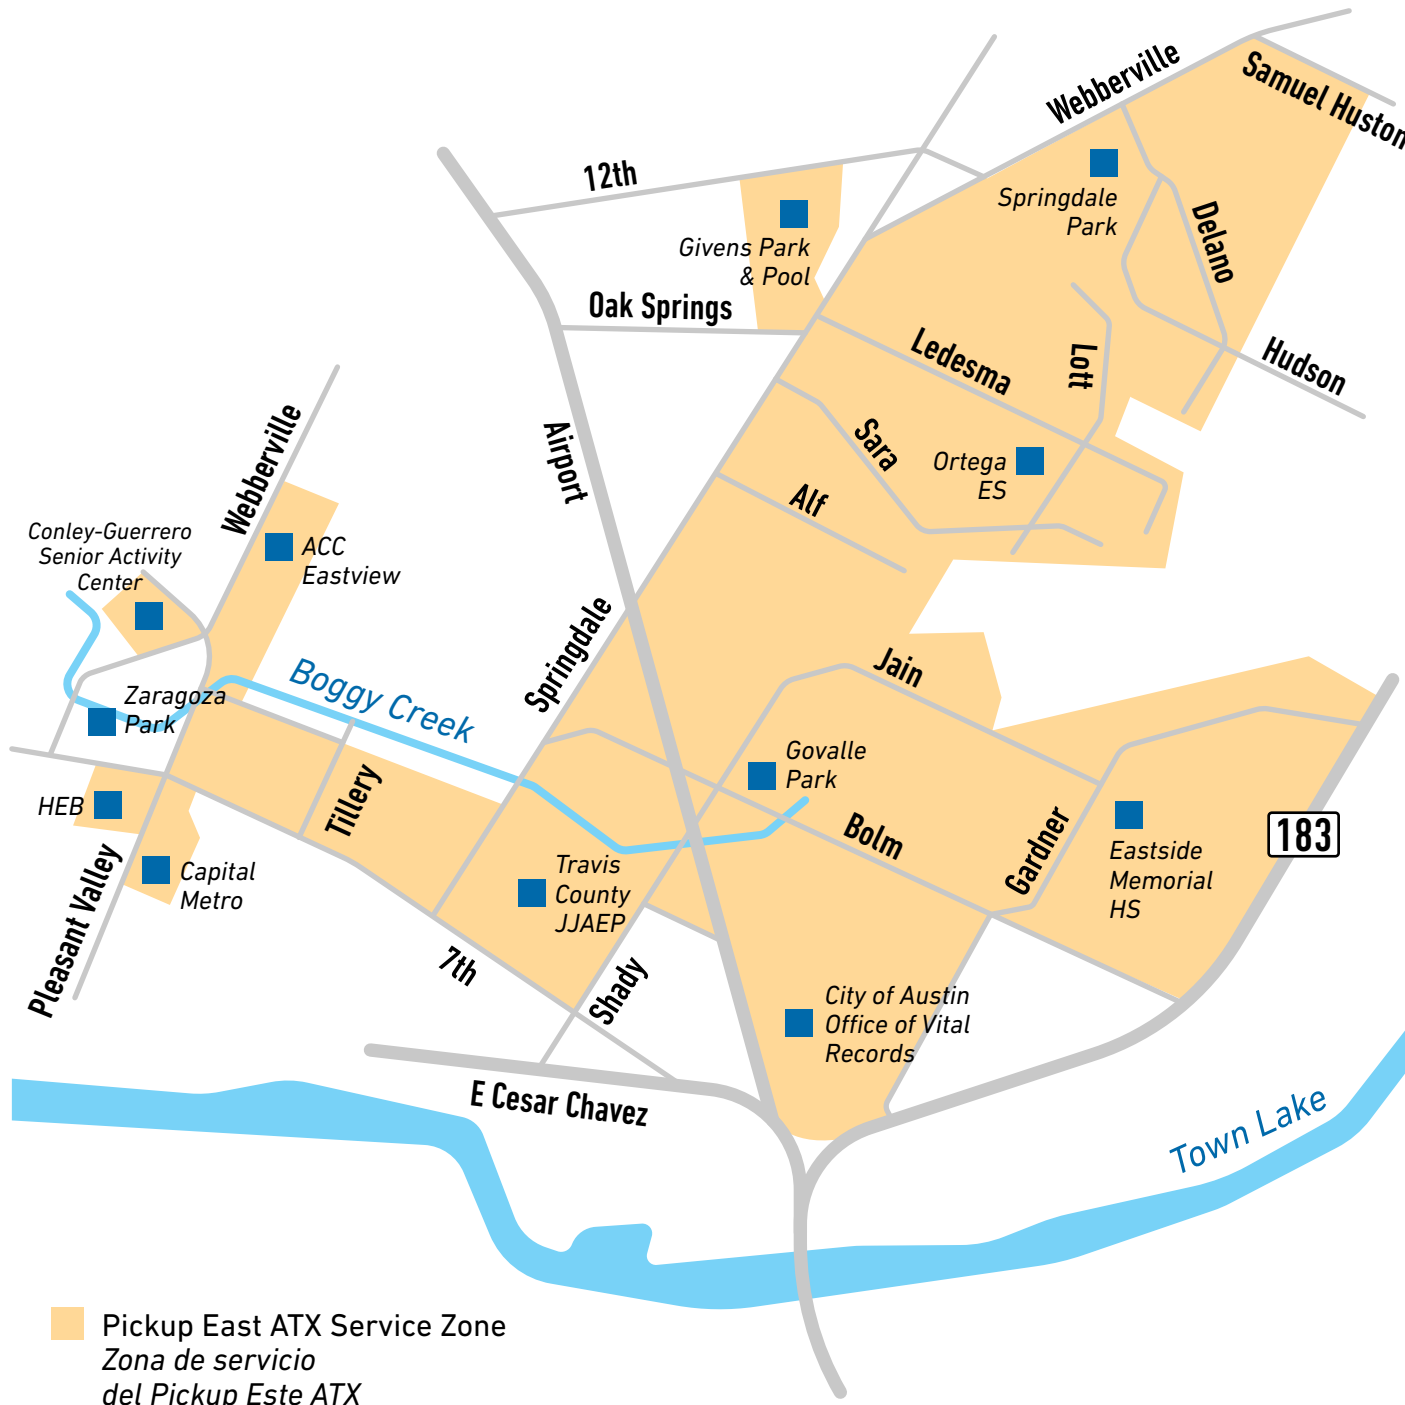 Webberville
Samuel Huston
12th
Springdale
Park
Delano
Givens Park
& Pool
Oak Springs
Ledesma
Lott
Hudson
Webberville
Airport
Sara
Ortega
ES
Alf
Conley-Guerrero
Senior Activity
Center
ACC
Eastview
Springdale
Boggy Creek
Jain
Zaragoza
Park
Govalle
Park
HEB
Tillery
Bolm
Gardner
183
Eastside
Memorial
HS
Pleasant Valley
Capital
Metro
Travis
County
JJAEP
7th
Shady
City of Austin
Office of Vital
Records
E Cesar Chavez
Town Lake
Pickup East ATX Service Zone
Zona de servicio
del Pickup Este ATX